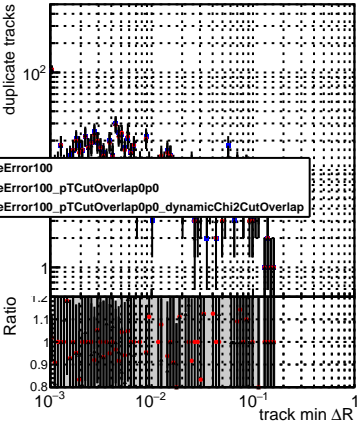 duplicate tracks
10²
eError100
eError100_pTCutOverlap0p0
eError100_pTCutOverlap0p0_dynamicChi2CutOverlap
1
Ratio
1.2
1.1
1
0.9
0.8
10⁻³ 10⁻² 10⁻¹ 1
track min ΔR